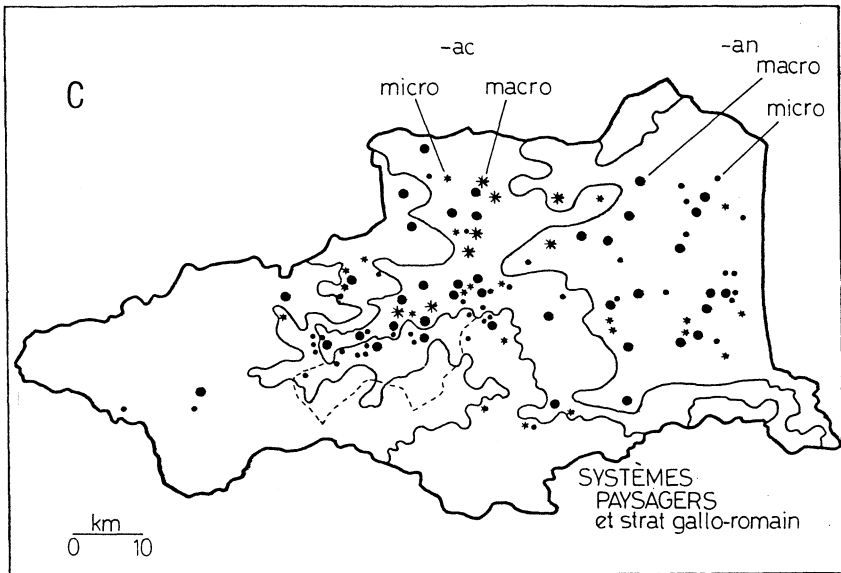 C
-ac
micro macro
-an
macro
micro
SYSTÈMES
PAYSAGERS
et strat gallo-romain
km
0 10